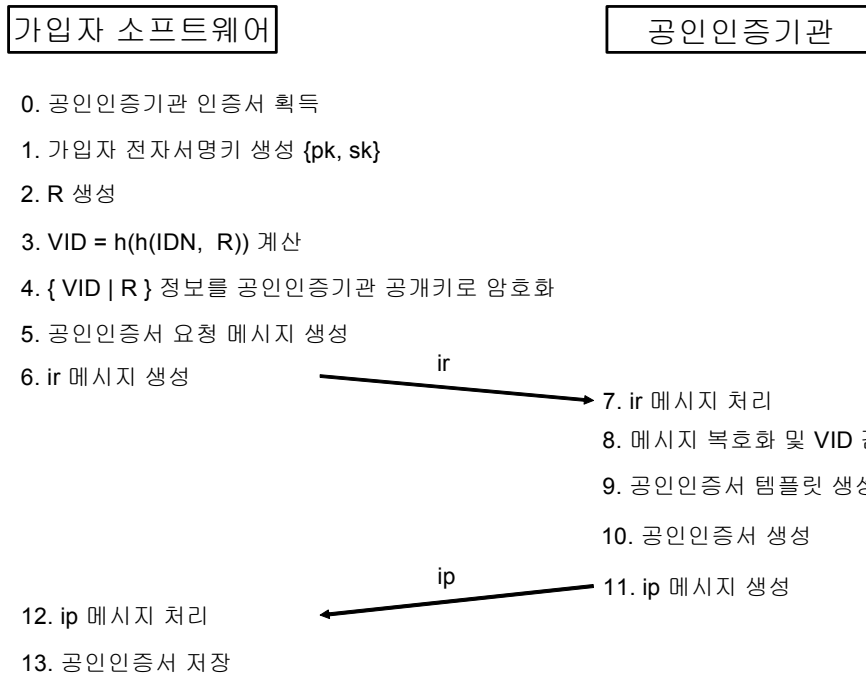 가입자 소프트웨어
공인인증기관
0. 공인인증기관 인증서 획득
1. 가입자 전자서명키 생성 {pk, sk}
2. R 생성
3. VID = h(h(IDN, R)) 계산
4. { VID | R } 정보를 공인인증기관 공개키로 암호화
5. 공인인증서 요청 메시지 생성
6. ir 메시지 생성
ir
7. ir 메시지 처리
8. 메시지 복호화 및 VID
9. 공인인증서 템플릿 생성
10. 공인인증서 생성
ip
11. ip 메시지 생성
12. ip 메시지 처리
13. 공인인증서 저장